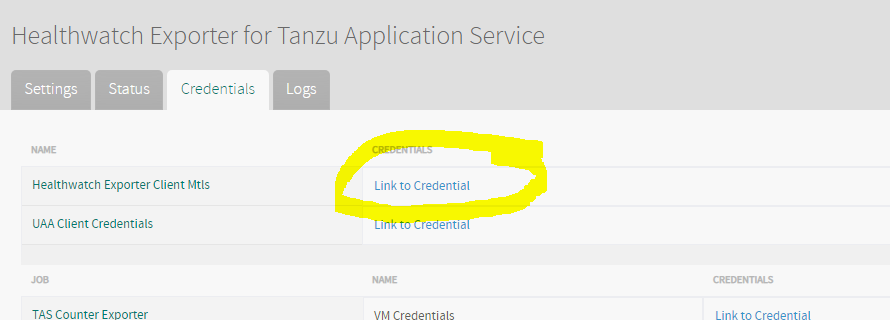 Healthwatch Exporter for Tanzu Application Service
Settings Status Credentials Logs
NAME CREDENTIALS
Healthwatch Exporter Client Mtls Link to Credential
UAA Client Credentials Link to Credential
JOB NAME CREDENTIALS
TAS Counter Exporter VM Credentials Link to Credential